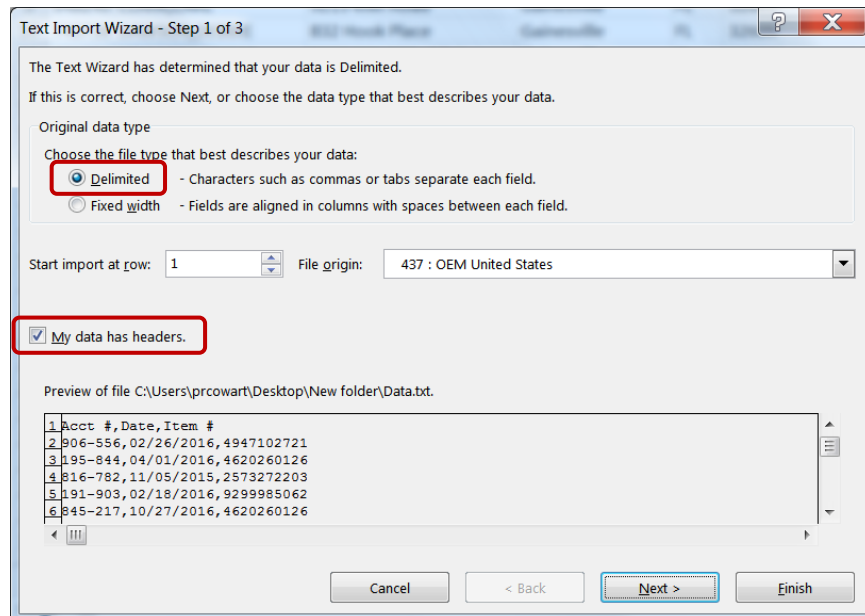 832 Hook Place Gainesville FL
Text Import Wizard - Step 1 of 3
The Text Wizard has determined that your data is Delimited.
If this is correct, choose Next, or choose the data type that best describes your data.
Original data type
Choose the file type that best describes your data:
Delimited - Characters such as commas or tabs separate each field.
Fixed width - Fields are aligned in columns with spaces between each field.
Start import at row: 1 File origin: 437 : OEM United States
My data has headers.
Preview of file C:\Users\prcowart\Desktop\New folder\Data.txt.
1 Acct #,Date,Item #
2 906-556,02/26/2016,4947102721
3 195-844,04/01/2016,4620260126
4 816-782,11/05/2015,2573272203
5 191-903,02/18/2016,9299985062
6 845-217,10/27/2016,4620260126
Cancel < Back Next > Finish